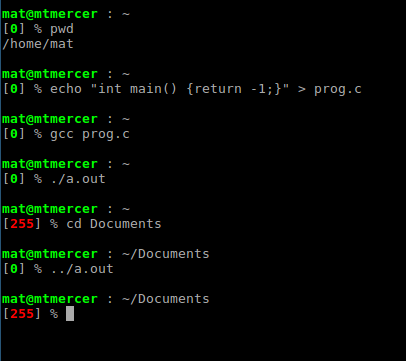 mat@mtmercer : ~
[0] % pwd
/home/mat
mat@mtmercer : ~
[0] % echo "int main() {return -1;}" > prog.c
mat@mtmercer : ~
[0] % gcc prog.c
mat@mtmercer : ~
[0] % ./a.out
mat@mtmercer : ~
[255] % cd Documents
mat@mtmercer : ~/Documents
[0] % ../a.out
mat@mtmercer : ~/Documents
[255] %